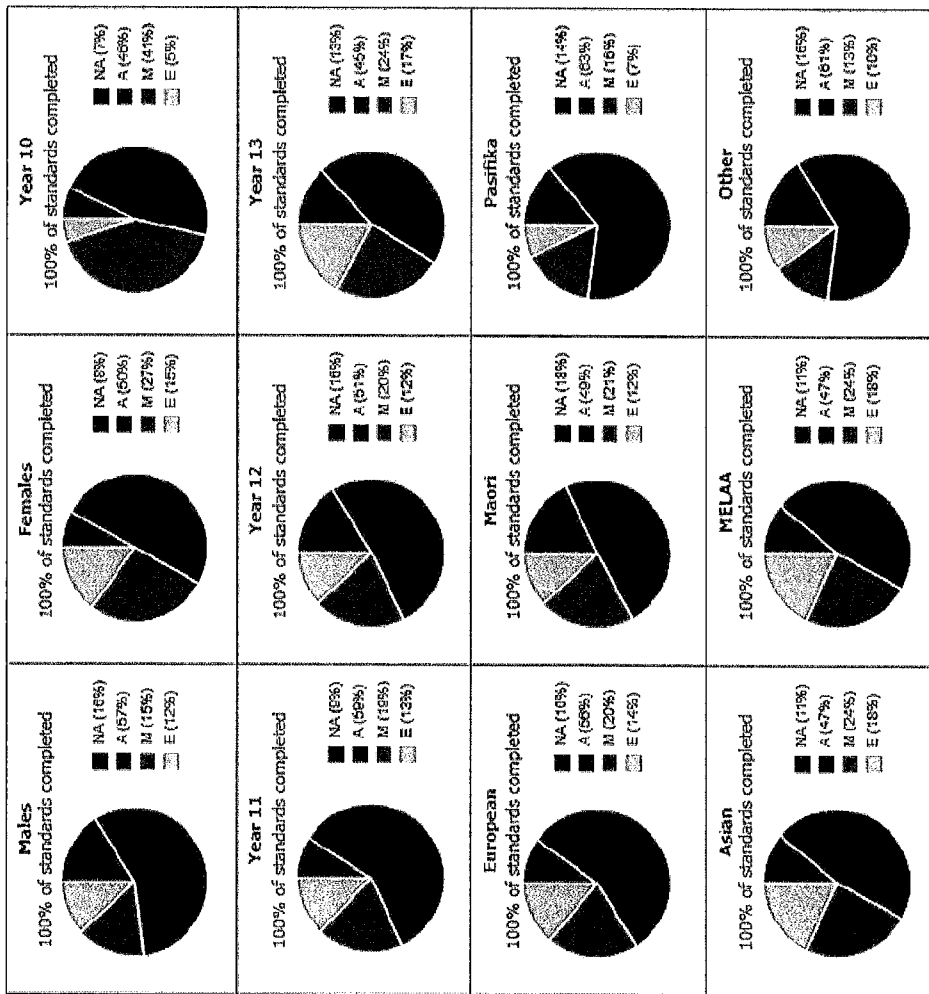 Males
100% of standards completed
NA (16%)
A (57%)
M (15%)
E (12%)
Females
100% of standards completed
NA (8%)
A (50%)
M (27%)
E (15%)
Year 10
100% of standards completed
NA (7%)
A (46%)
M (41%)
E (5%)
Year 11
100% of standards completed
NA (9%)
A (59%)
M (19%)
E (13%)
Year 12
100% of standards completed
NA (16%)
A (51%)
M (20%)
E (12%)
Year 13
100% of standards completed
NA (13%)
A (46%)
M (24%)
E (17%)
European
100% of standards completed
NA (10%)
A (56%)
M (20%)
E (14%)
Maori
100% of standards completed
NA (18%)
A (49%)
M (21%)
E (12%)
Pasifika
100% of standards completed
NA (14%)
A (63%)
M (16%)
E (7%)
Asian
100% of standards completed
NA (11%)
A (47%)
M (24%)
E (18%)
MELAA
100% of standards completed
NA (11%)
A (47%)
M (24%)
E (18%)
Other
100% of standards completed
NA (16%)
A (61%)
M (13%)
E (10%)